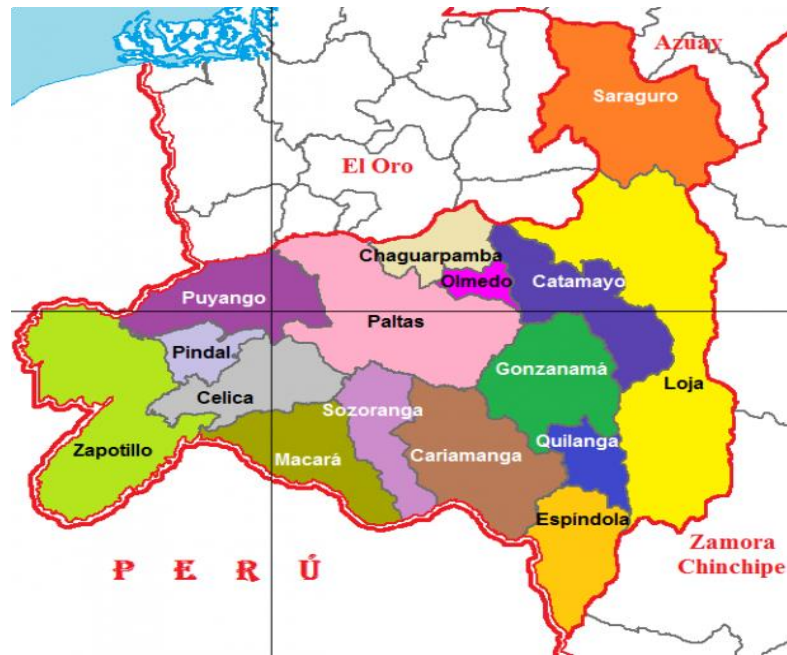 Azuay
Saraguro
El Oro
Chaguarpamba
Olmedo
Catamayo
Puyango
Paltas
Pindal
Gonzanamá
Loja
Celica
Sozoranga
Quilanga
Zapotillo
Macará
Cariamanga
Espíndola
Zamora
Chinchipe
PERÚ